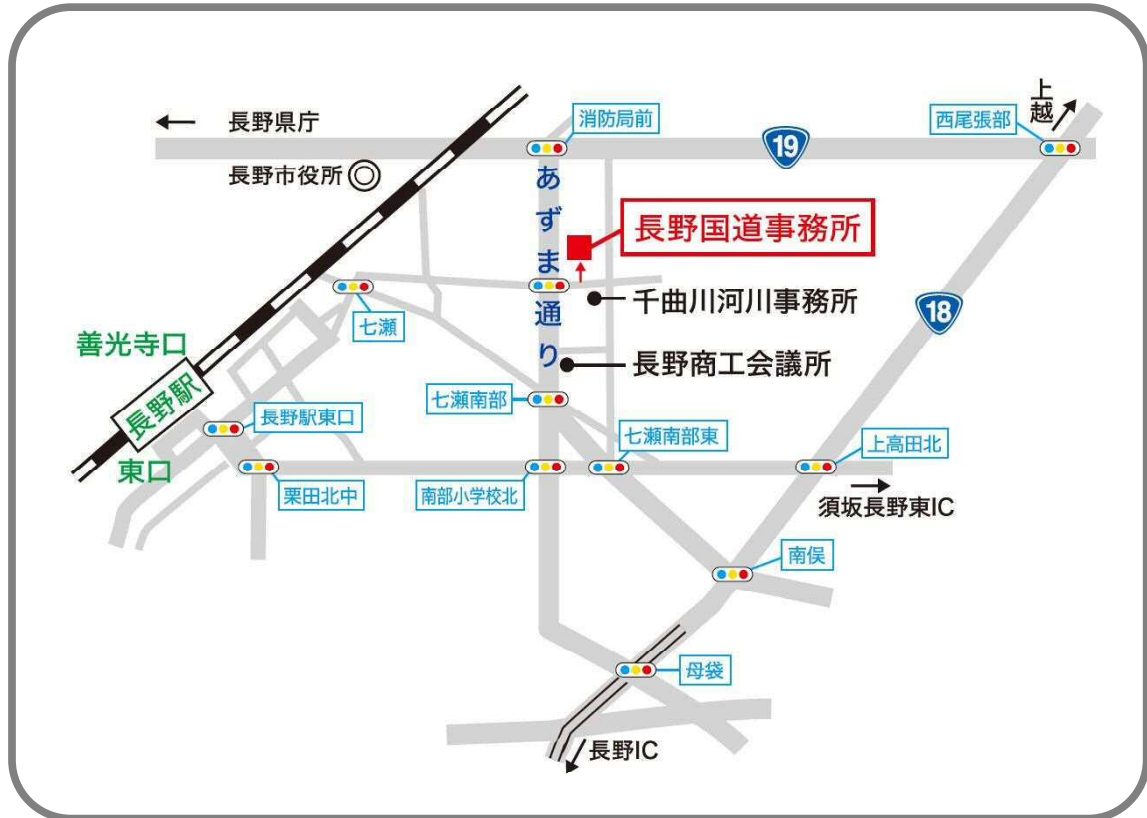 上越
長野県庁
消防局前
西尾張部
19
長野市役所
あずま通り
長野国道事務所
千曲川河川事務所
18
七瀬
善光寺口
長野駅
長野商工会議所
七瀬南部
長野駅東口
七瀬南部東
上高田北
東口
栗田北中
南部小学校北
須坂長野東IC
南俣
母袋
長野IC